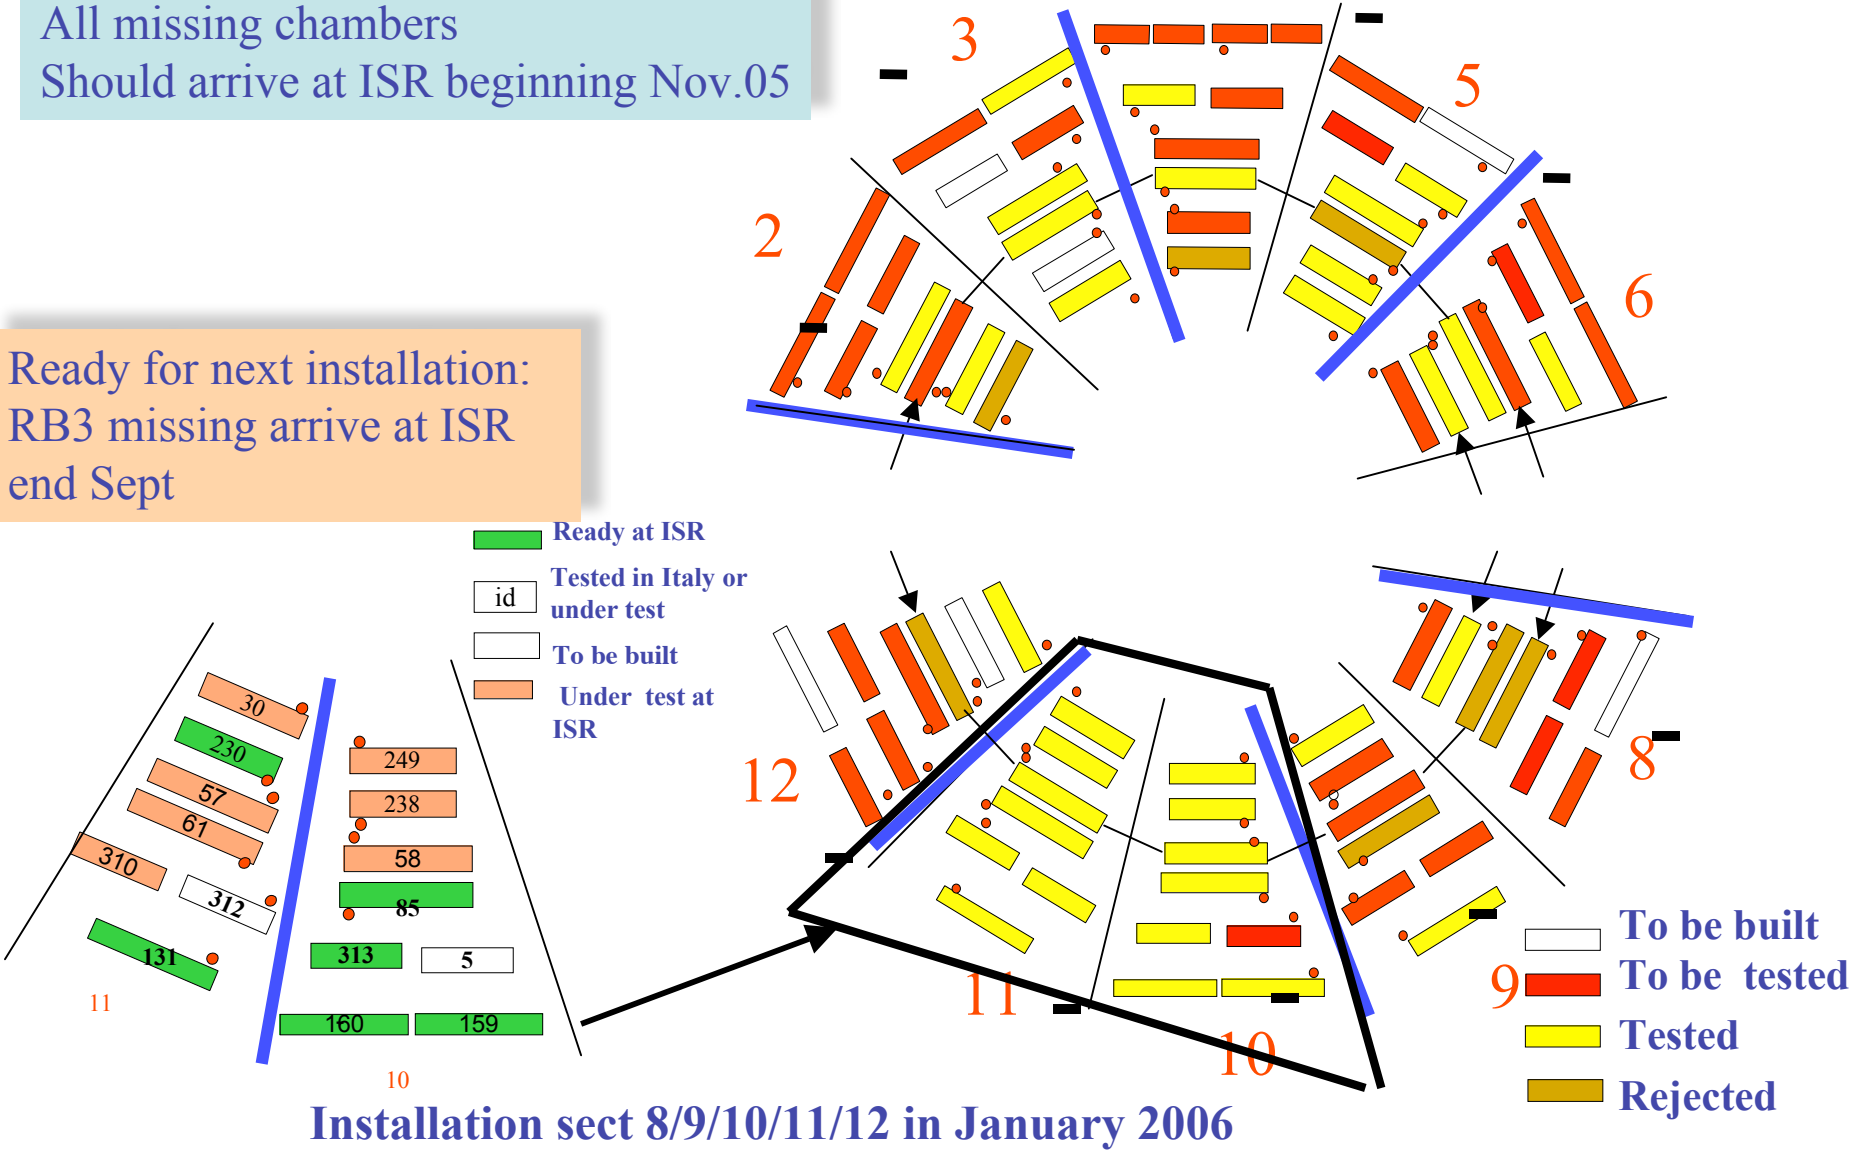 All missing chambers
Should arrive at ISR beginning Nov.05
3
5
2
6
Ready for next installation:
RB3 missing arrive at ISR
end Sept
Ready at ISR
id
Tested in Italy or
under test
To be built
Under test at
ISR
30
230
57
61
310
312
131
11
249
238
58
85
313
5
160
159
10
12
8
11
10
9
To be built
To be tested
Tested
Rejected
Installation sect 8/9/10/11/12 in January 2006